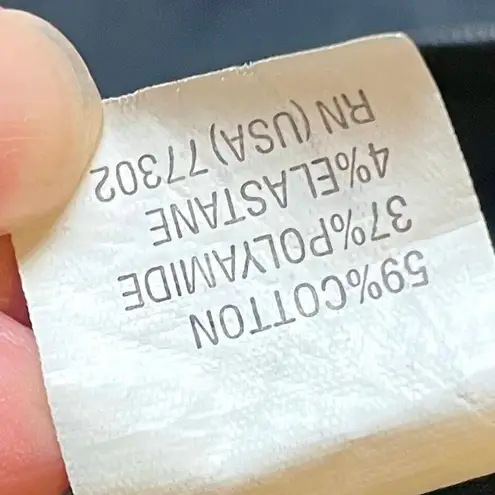 59%COTTON
37%POLYAMIDE
4%ELASTANE
RN (USA) 77302